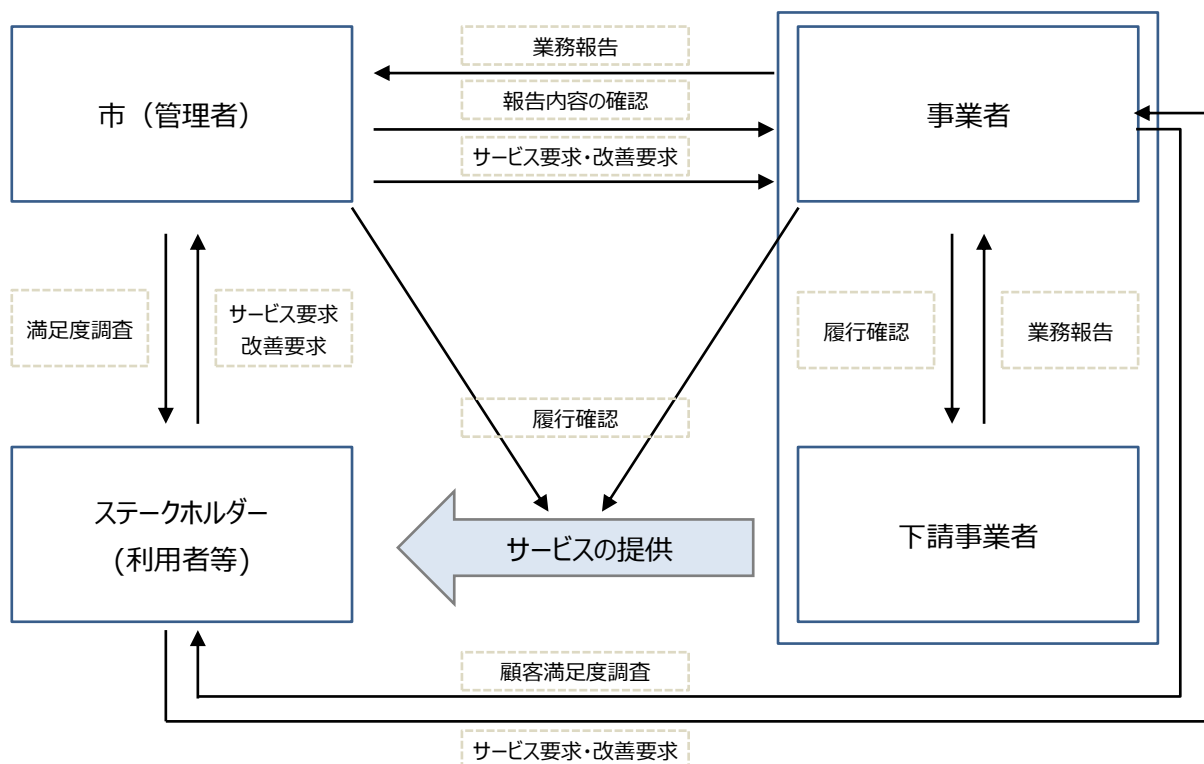 業務報告
市（管理者）
報告内容の確認
事業者
サービス要求・改善要求
満足度調査
サービス要求
改善要求
履行確認
業務報告
履行確認
ステークホルダー
(利用者等)
サービスの提供
下請事業者
顧客満足度調査
サービス要求・改善要求